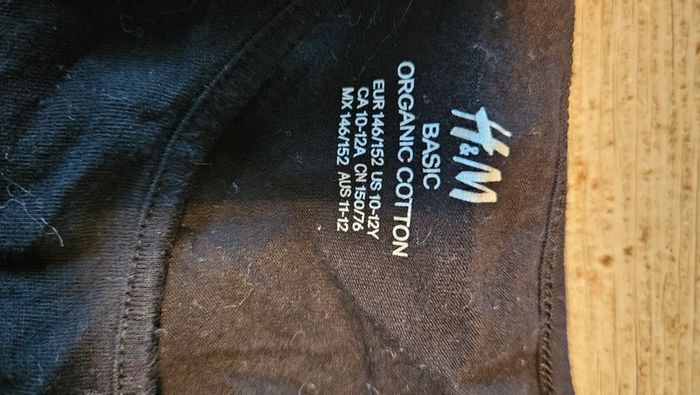 H&M
BASIC
ORGANIC COTTON
EUR 146/152 US 10-12Y
CA 10-12A CN 150/76
MX 146/152 AUS 11-12